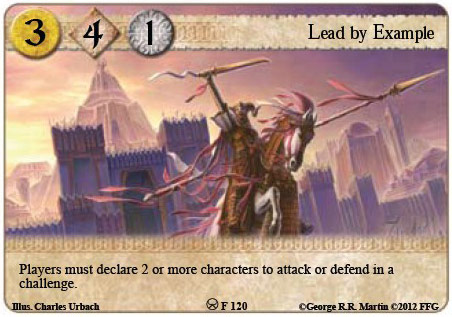 3 4 1 Lead by Example
Players must declare 2 or more characters to attack or defend in a
challenge.
Illus. Charles Urbach F 120 ©George R.R. Martin ©2012 FFG